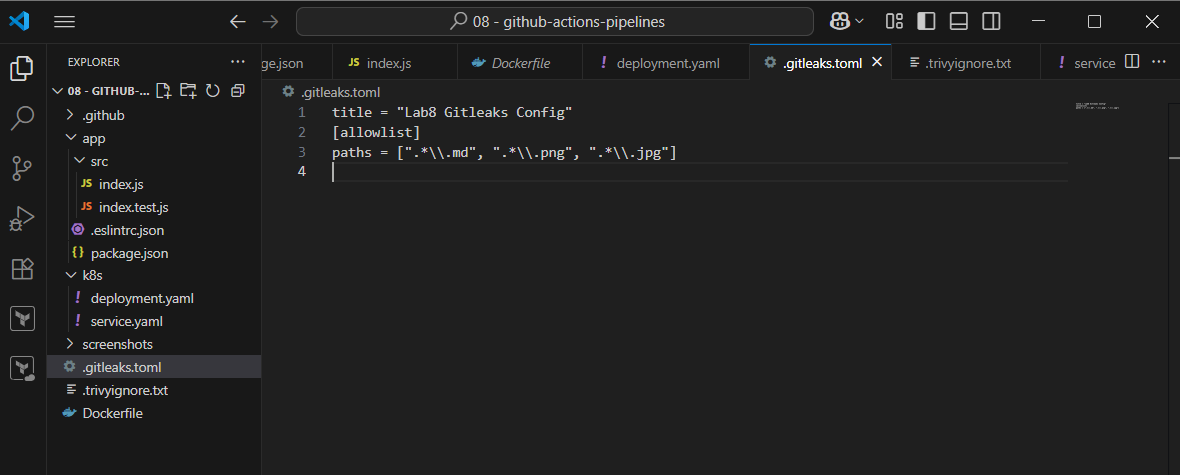 08 - github-actions-pipelines
EXPLORER
ge.json
JS index.js
Dockerfile
! deployment.yaml
.gitleaks.toml
.trivyignore.txt
! service
08 - GITHUB-...
.gitleaks.toml
.github
app
src
JS index.js
JS index.test.js
.eslintrc.json
{} package.json
k8s
! deployment.yaml
! service.yaml
screenshots
.gitleaks.toml
.trivyignore.txt
Dockerfile
1 title = "Lab8 Gitleaks Config"
2 [allowlist]
3 paths = [".*\\.md", ".*\\.png", ".*\\.jpg"]
4